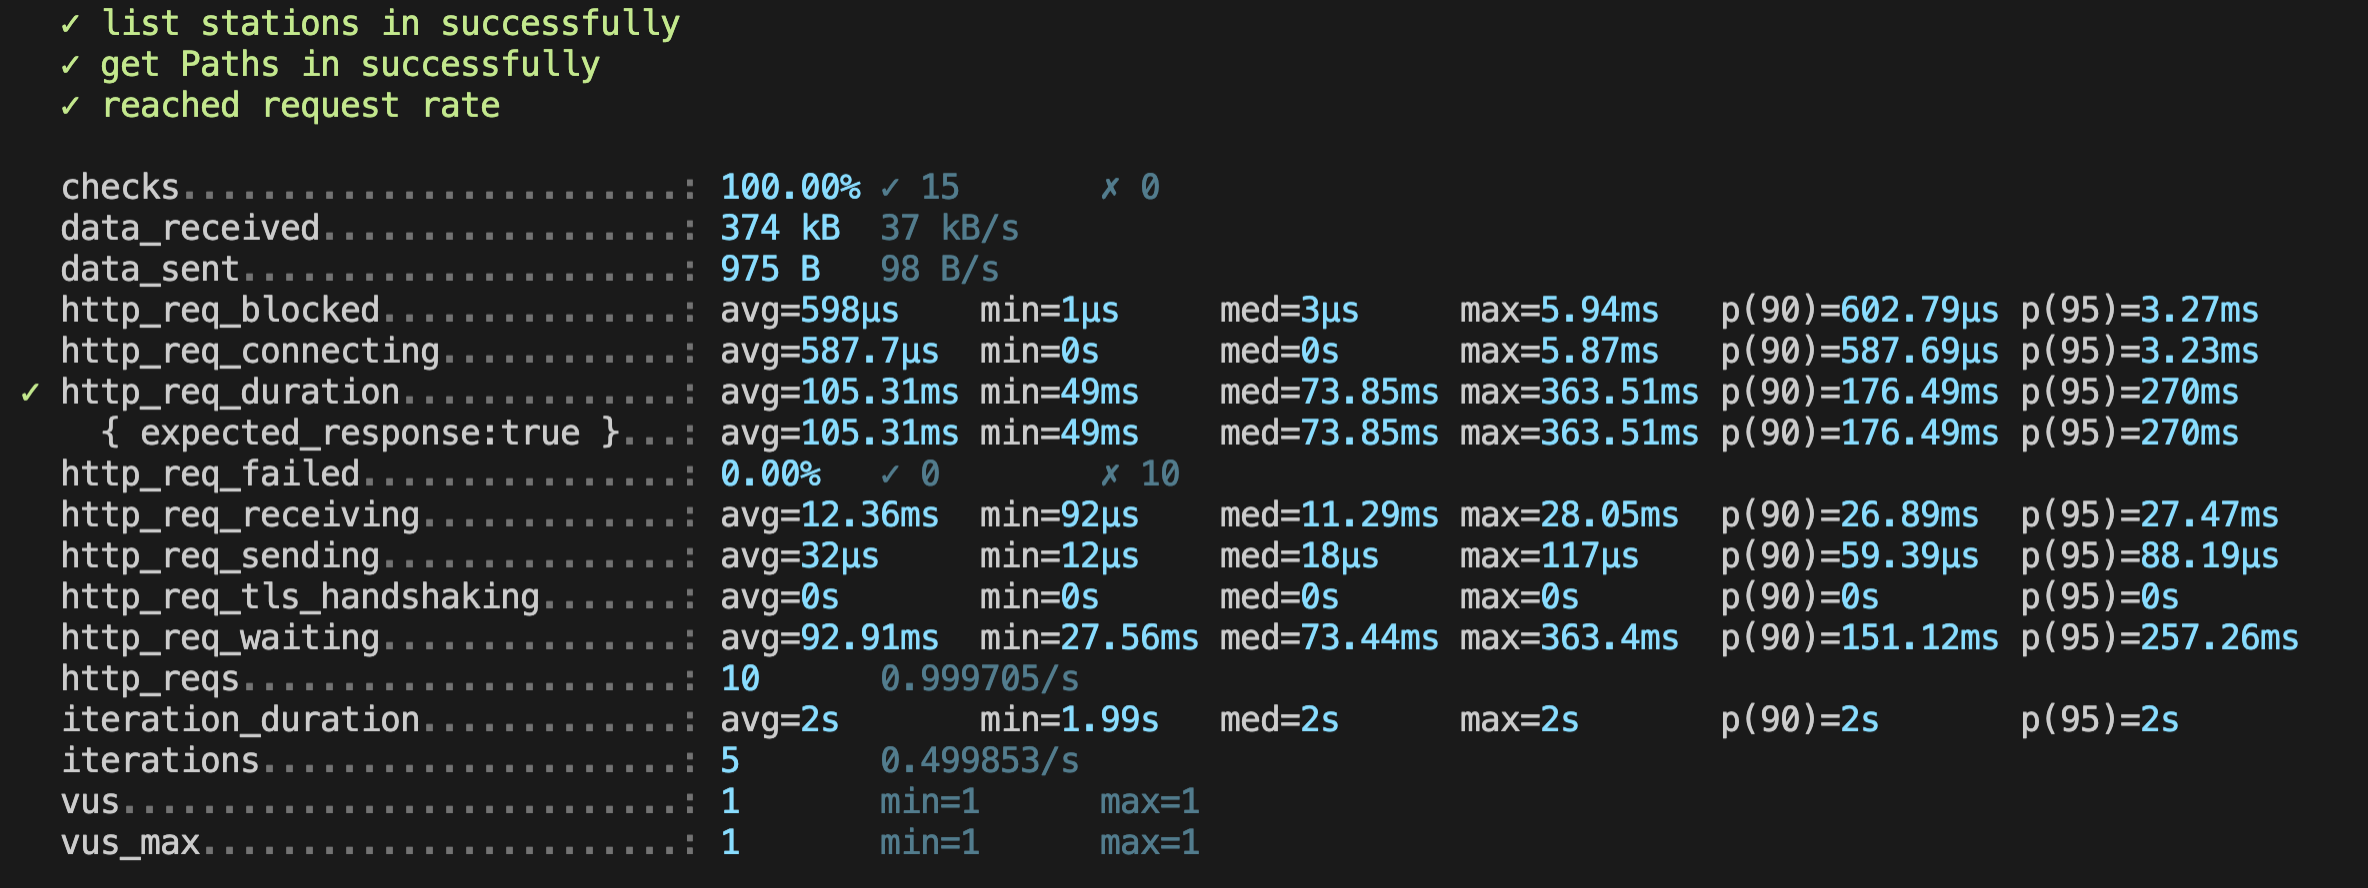 ✓ list stations in successfully
✓ get Paths in successfully
✓ reached request rate
checks.........................: 100.00% ✓ 15 ✗ 0
data_received..................: 374 kB 37 kB/s
data_sent......................: 975 B 98 B/s
http_req_blocked...............: avg=598µs min=1µs med=3µs max=5.94ms p(90)=602.79µs p(95)=3.27ms
http_req_connecting............: avg=587.7µs min=0s med=0s max=5.87ms p(90)=587.69µs p(95)=3.23ms
✓ http_req_duration..............: avg=105.31ms min=49ms med=73.85ms max=363.51ms p(90)=176.49ms p(95)=270ms
{ expected_response:true }...: avg=105.31ms min=49ms med=73.85ms max=363.51ms p(90)=176.49ms p(95)=270ms
http_req_failed................: 0.00% ✓ 0 ✗ 10
http_req_receiving.............: avg=12.36ms min=92µs med=11.29ms max=28.05ms p(90)=26.89ms p(95)=27.47ms
http_req_sending...............: avg=32µs min=12µs med=18µs max=117µs p(90)=59.39µs p(95)=88.19µs
http_req_tls_handshaking.......: avg=0s min=0s med=0s max=0s p(90)=0s p(95)=0s
http_req_waiting...............: avg=92.91ms min=27.56ms med=73.44ms max=363.4ms p(90)=151.12ms p(95)=257.26ms
http_reqs......................: 10 0.999705/s
iteration_duration.............: avg=2s min=1.99s med=2s max=2s p(90)=2s p(95)=2s
iterations.....................: 5 0.499853/s
vus............................: 1 min=1 max=1
vus_max........................: 1 min=1 max=1